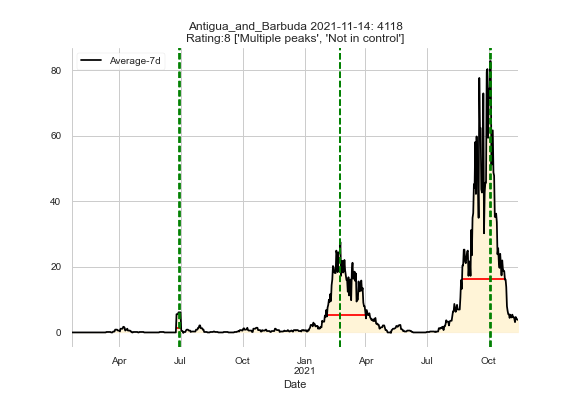 Antigua_and_Barbuda 2021-11-14: 4118
Rating:8 ['Multiple peaks', 'Not in control']
Average-7d
80
60
40
20
0
Apr Jul Oct Jan Apr Jul Oct
2021
Date